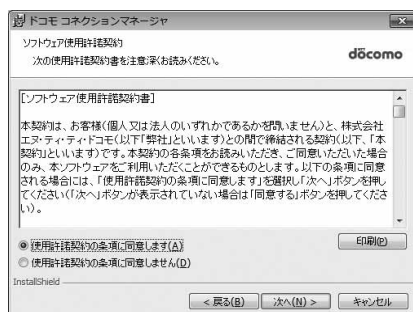 ドコモ コネクションマネージャ
ソフトウェア使用許諾契約
次の使用許諾契約書を注意深くお読みください。
döcomo
[ソフトウェア使用許諾契約書]
本契約は、お客様(個人又は法人のいずれかであるかを問いません)と、株式会社
エヌ・ティ・ティ・ドコモ(以下「弊社」といいます)との間で締結される契約(以下、「本
契約」といいます)です。本契約の各条項をお読みいただき、ご同意いただいた場合
のみ、本ソフトウェアをご利用いただくことができるものとします。以下の条項に同意
される場合には、「使用許諾契約の条項に同意します」を選択し「次へ」ボタンを押し
てください(「次へ」ボタンが表示されていない場合は「同意する」ボタンを押してくださ
い)。
使用許諾契約の条項に同意します(A)
印刷(P)
使用許諾契約の条項に同意しません(D)
InstallShield
< 戻る(B)
次へ(N) >
キャンセル